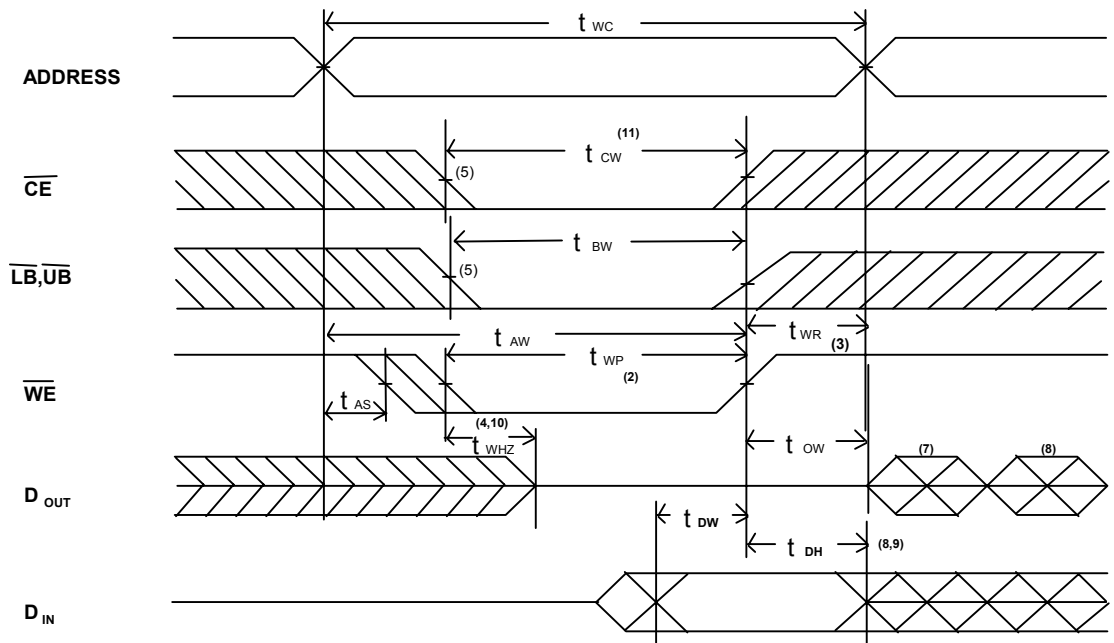 t WC
ADDRESS
(11)
t CW
CE
(5)
t BW
LB,UB
(5)
t AW
t WR
(3)
t WP
(2)
WE
t AS
(4,10)
t WHZ
t OW
(7)
(8)
D OUT
t DW
t DH
(8,9)
D IN